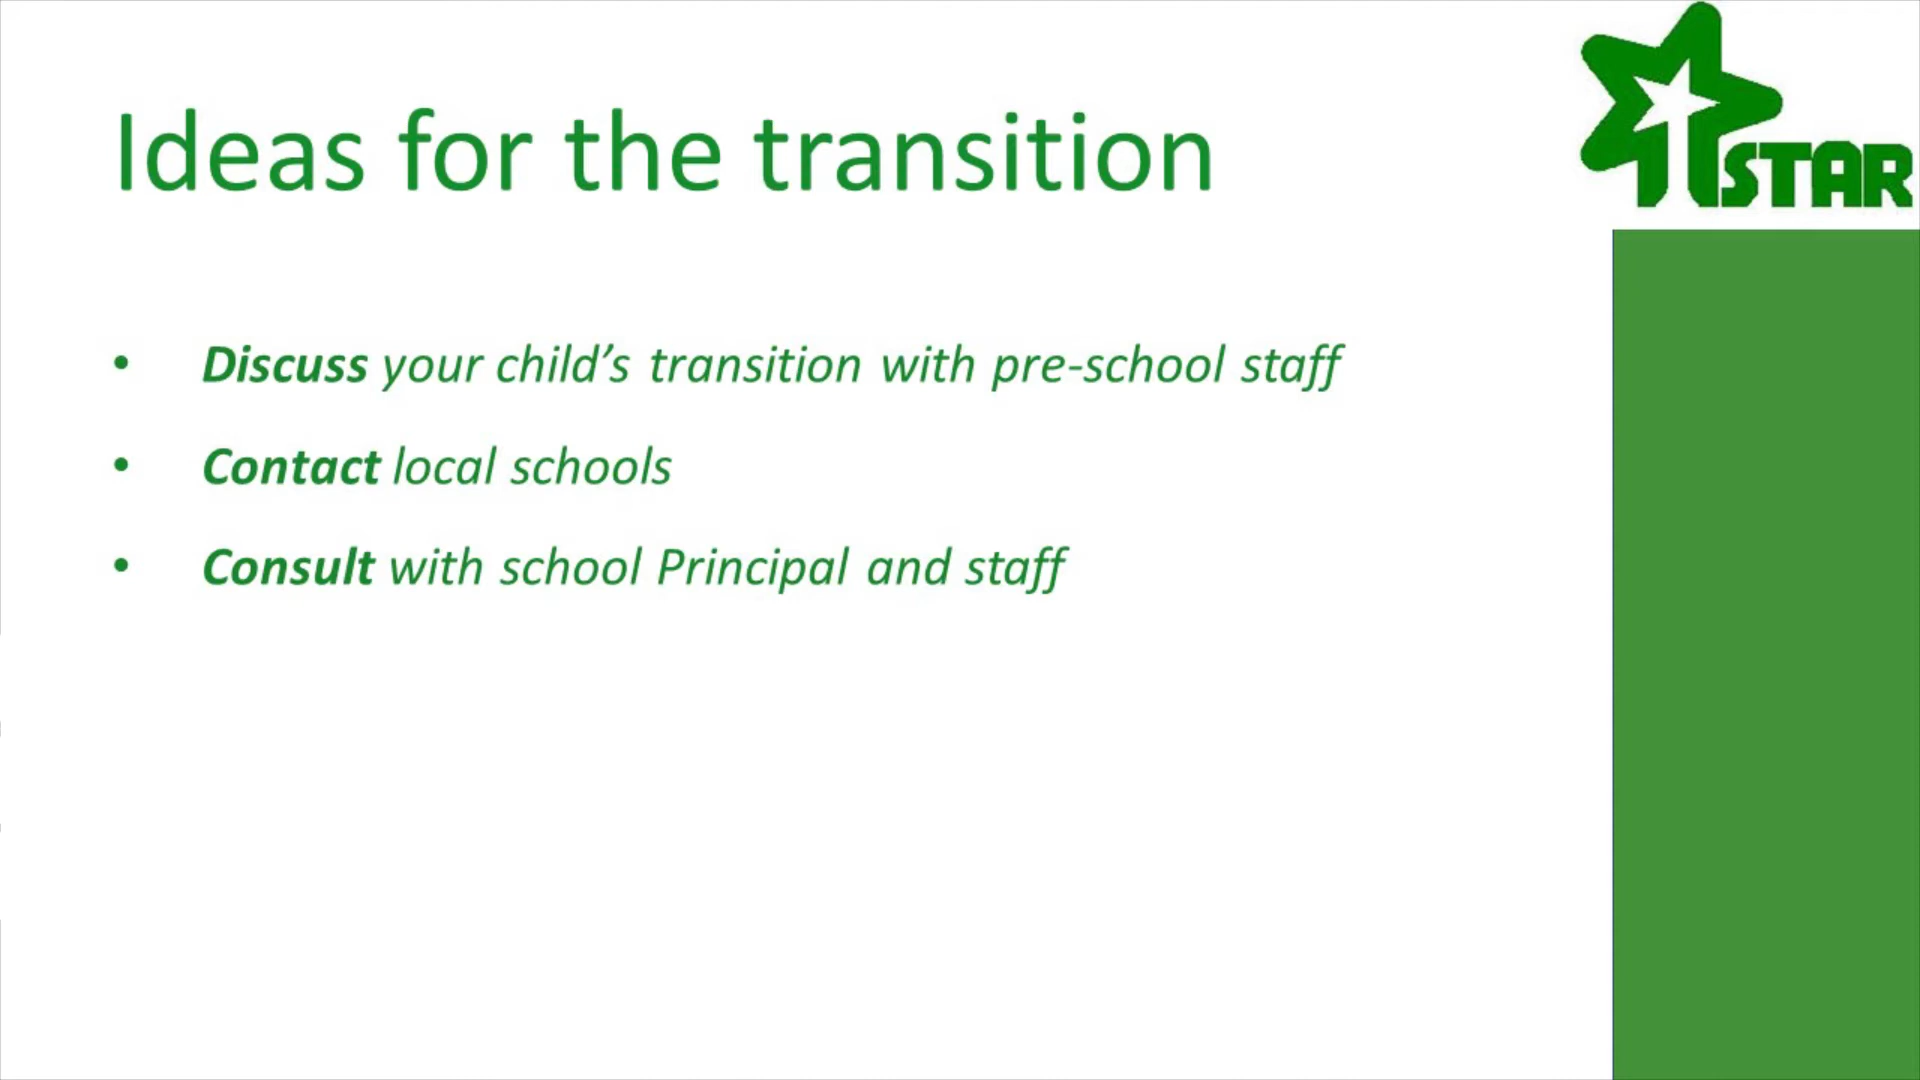 STAR
Ideas for the transition
• Discuss your child’s transition with pre-school staff
• Contact local schools
• Consult with school Principal and staff